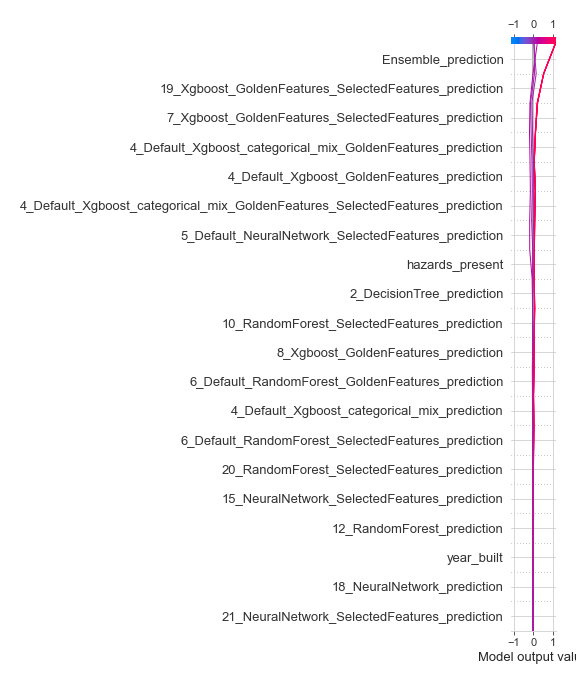 −1 0 1
Ensemble_prediction
19_Xgboost_GoldenFeatures_SelectedFeatures_prediction
7_Xgboost_GoldenFeatures_SelectedFeatures_prediction
4_Default_Xgboost_categorical_mix_GoldenFeatures_prediction
4_Default_Xgboost_GoldenFeatures_prediction
4_Default_Xgboost_categorical_mix_GoldenFeatures_SelectedFeatures_prediction
5_Default_NeuralNetwork_SelectedFeatures_prediction
hazards_present
2_DecisionTree_prediction
10_RandomForest_SelectedFeatures_prediction
8_Xgboost_GoldenFeatures_prediction
6_Default_RandomForest_GoldenFeatures_prediction
4_Default_Xgboost_categorical_mix_prediction
6_Default_RandomForest_SelectedFeatures_prediction
20_RandomForest_SelectedFeatures_prediction
15_NeuralNetwork_SelectedFeatures_prediction
12_RandomForest_prediction
year_built
18_NeuralNetwork_prediction
21_NeuralNetwork_SelectedFeatures_prediction
−1 0 1
Model output valu